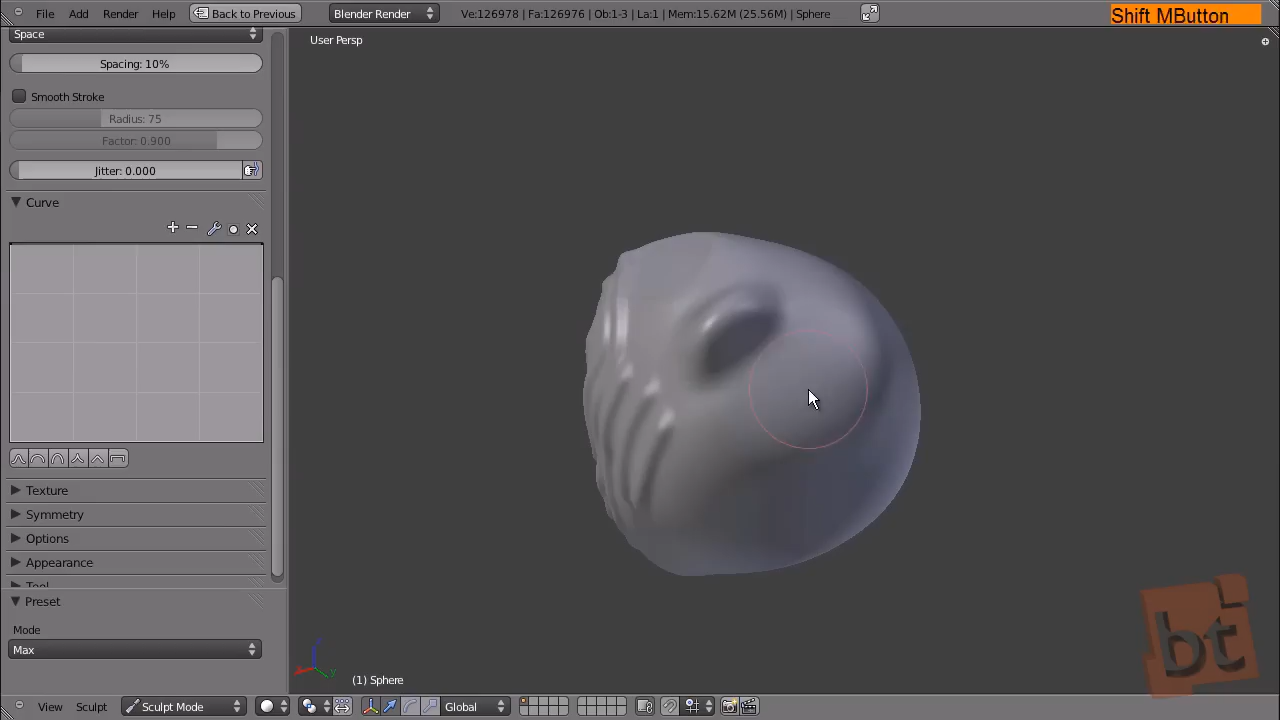 File Add Render Help Back to Previous Blender Render Ve:126978 | Fa:126976 | Ob:1-3 | La:1 | Mem:15.62M (25.56M) | Sphere Shift MButton
Space
User Persp
Spacing: 10%
Smooth Stroke
Radius: 75
Factor: 0.900
Jitter: 0.000
Curve
Texture
Symmetry
Options
Appearance
Tool
Preset
Mode
Max
(1) Sphere
View Sculpt Sculpt Mode Global
bt